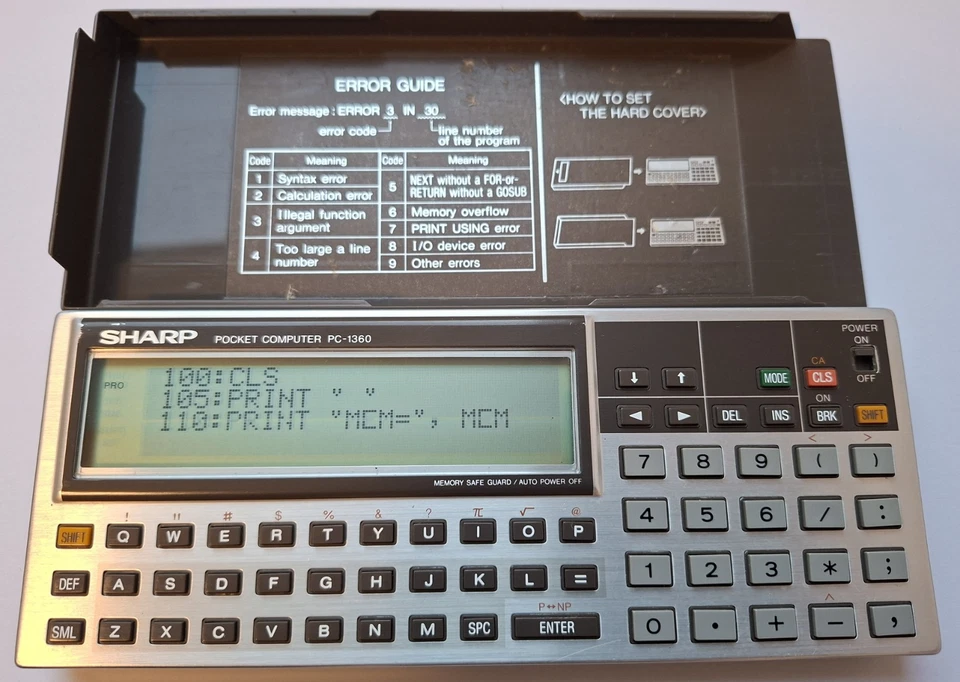 ERROR GUIDE
Error message : ERROR 3 IN 30
error code
line number
of the program
Code Meaning Code Meaning
1 Syntax error
2 Calculation error
3 Illegal function
argument
4 Too large a line
number
5 NEXT without a FOR-or-
RETURN without a GOSUB
6 Memory overflow
7 PRINT USING error
8 I/O device error
9 Other errors
<HOW TO SET
THE HARD COVER>
SHARP POCKET COMPUTER PC-1360
PRO
100:CLS
105:PRINT " "
110:PRINT "MCM=", MCM
MEMORY SAFE GUARD / AUTO POWER OFF
POWER
ON
OFF
CA
↓ ↑ MODE CLS
ON
◄ ► DEL INS BRK SHIFT
< >
7 8 9 ( )
4 5 6 / :
1 2 3 * ;
^
0 • + − ,
! " # $ % & ? π √ @
SHIFT Q W E R T Y U I O P
DEF A S D F G H J K L =
P↔NP
SML Z X C V B N M SPC ENTER